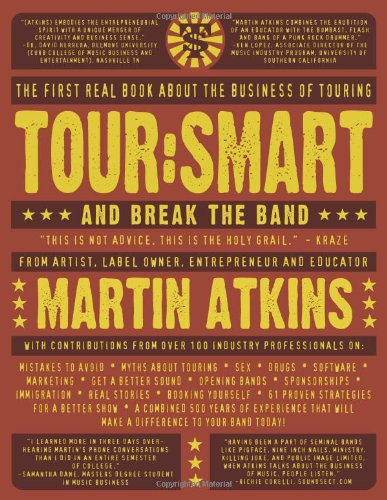 "(ATKINS) EMBODIES THE ENTREPRENEURIAL
SPIRIT WITH A UNIQUE MERGER OF
CREATIVITY AND BUSINESS SENSE."
-DR. DAVID HERRERA, BELMONT UNIVERSITY
(CURB COLLEGE OF MUSIC BUSINESS AND
ENTERTAINMENT), NASHVILLE TN
$
"MARTIN ATKINS COMBINES THE ERUDITION
OF AN EDUCATOR WITH THE BOMBAST, FLASH
AND BANG OF A PUNK ROCK DRUMMER."
-KEN LOPEZ, ASSOCIATE DIRECTOR OF THE
MUSIC INDUSTRY PROGRAM, UNIVERSITY OF
SOUTHERN CALIFORNIA
THE FIRST REAL BOOK ABOUT THE BUSINESS OF TOURING
TOUR:SMART
AND BREAK THE BAND
"THIS IS NOT ADVICE. THIS IS THE HOLY GRAIL." - KRAZE
FROM ARTIST, LABEL OWNER, ENTREPRENEUR AND EDUCATOR
MARTIN ATKINS
WITH CONTRIBUTIONS FROM OVER 100 INDUSTRY PROFESSIONALS ON:
MISTAKES TO AVOID * MYTHS ABOUT TOURING * SEX * DRUGS * SOFTWARE *
MARKETING * GET A BETTER SOUND * OPENING BANDS * SPONSORSHIPS *
IMMIGRATION * REAL STORIES * BOOKING YOURSELF * 61 PROVEN STRATEGIES
FOR A BETTER SHOW * A COMBINED 500 YEARS OF EXPERIENCE THAT WILL
MAKE A DIFFERENCE TO YOUR BAND TODAY!
"I LEARNED MORE IN THREE DAYS OVER-
HEARING MARTIN'S PHONE CONVERSATIONS
THAN I DID IN AN ENTIRE SEMESTER
OF COLLEGE."
-SAMANTHA DANE, MASTERS DEGREE STUDENT
IN MUSIC BUSINESS
"HAVING BEEN A PART OF SEMINAL BANDS
LIKE PIGFACE, NINE INCH NAILS, MINISTRY,
KILLING JOKE, AND PUBLIC IMAGE LIMITED,
WHEN ATKINS TALKS ABOUT THE BUSINESS
OF MUSIC, PEOPLE LISTEN."
-RICHIE CORELLI, SOUNDSECT.COM